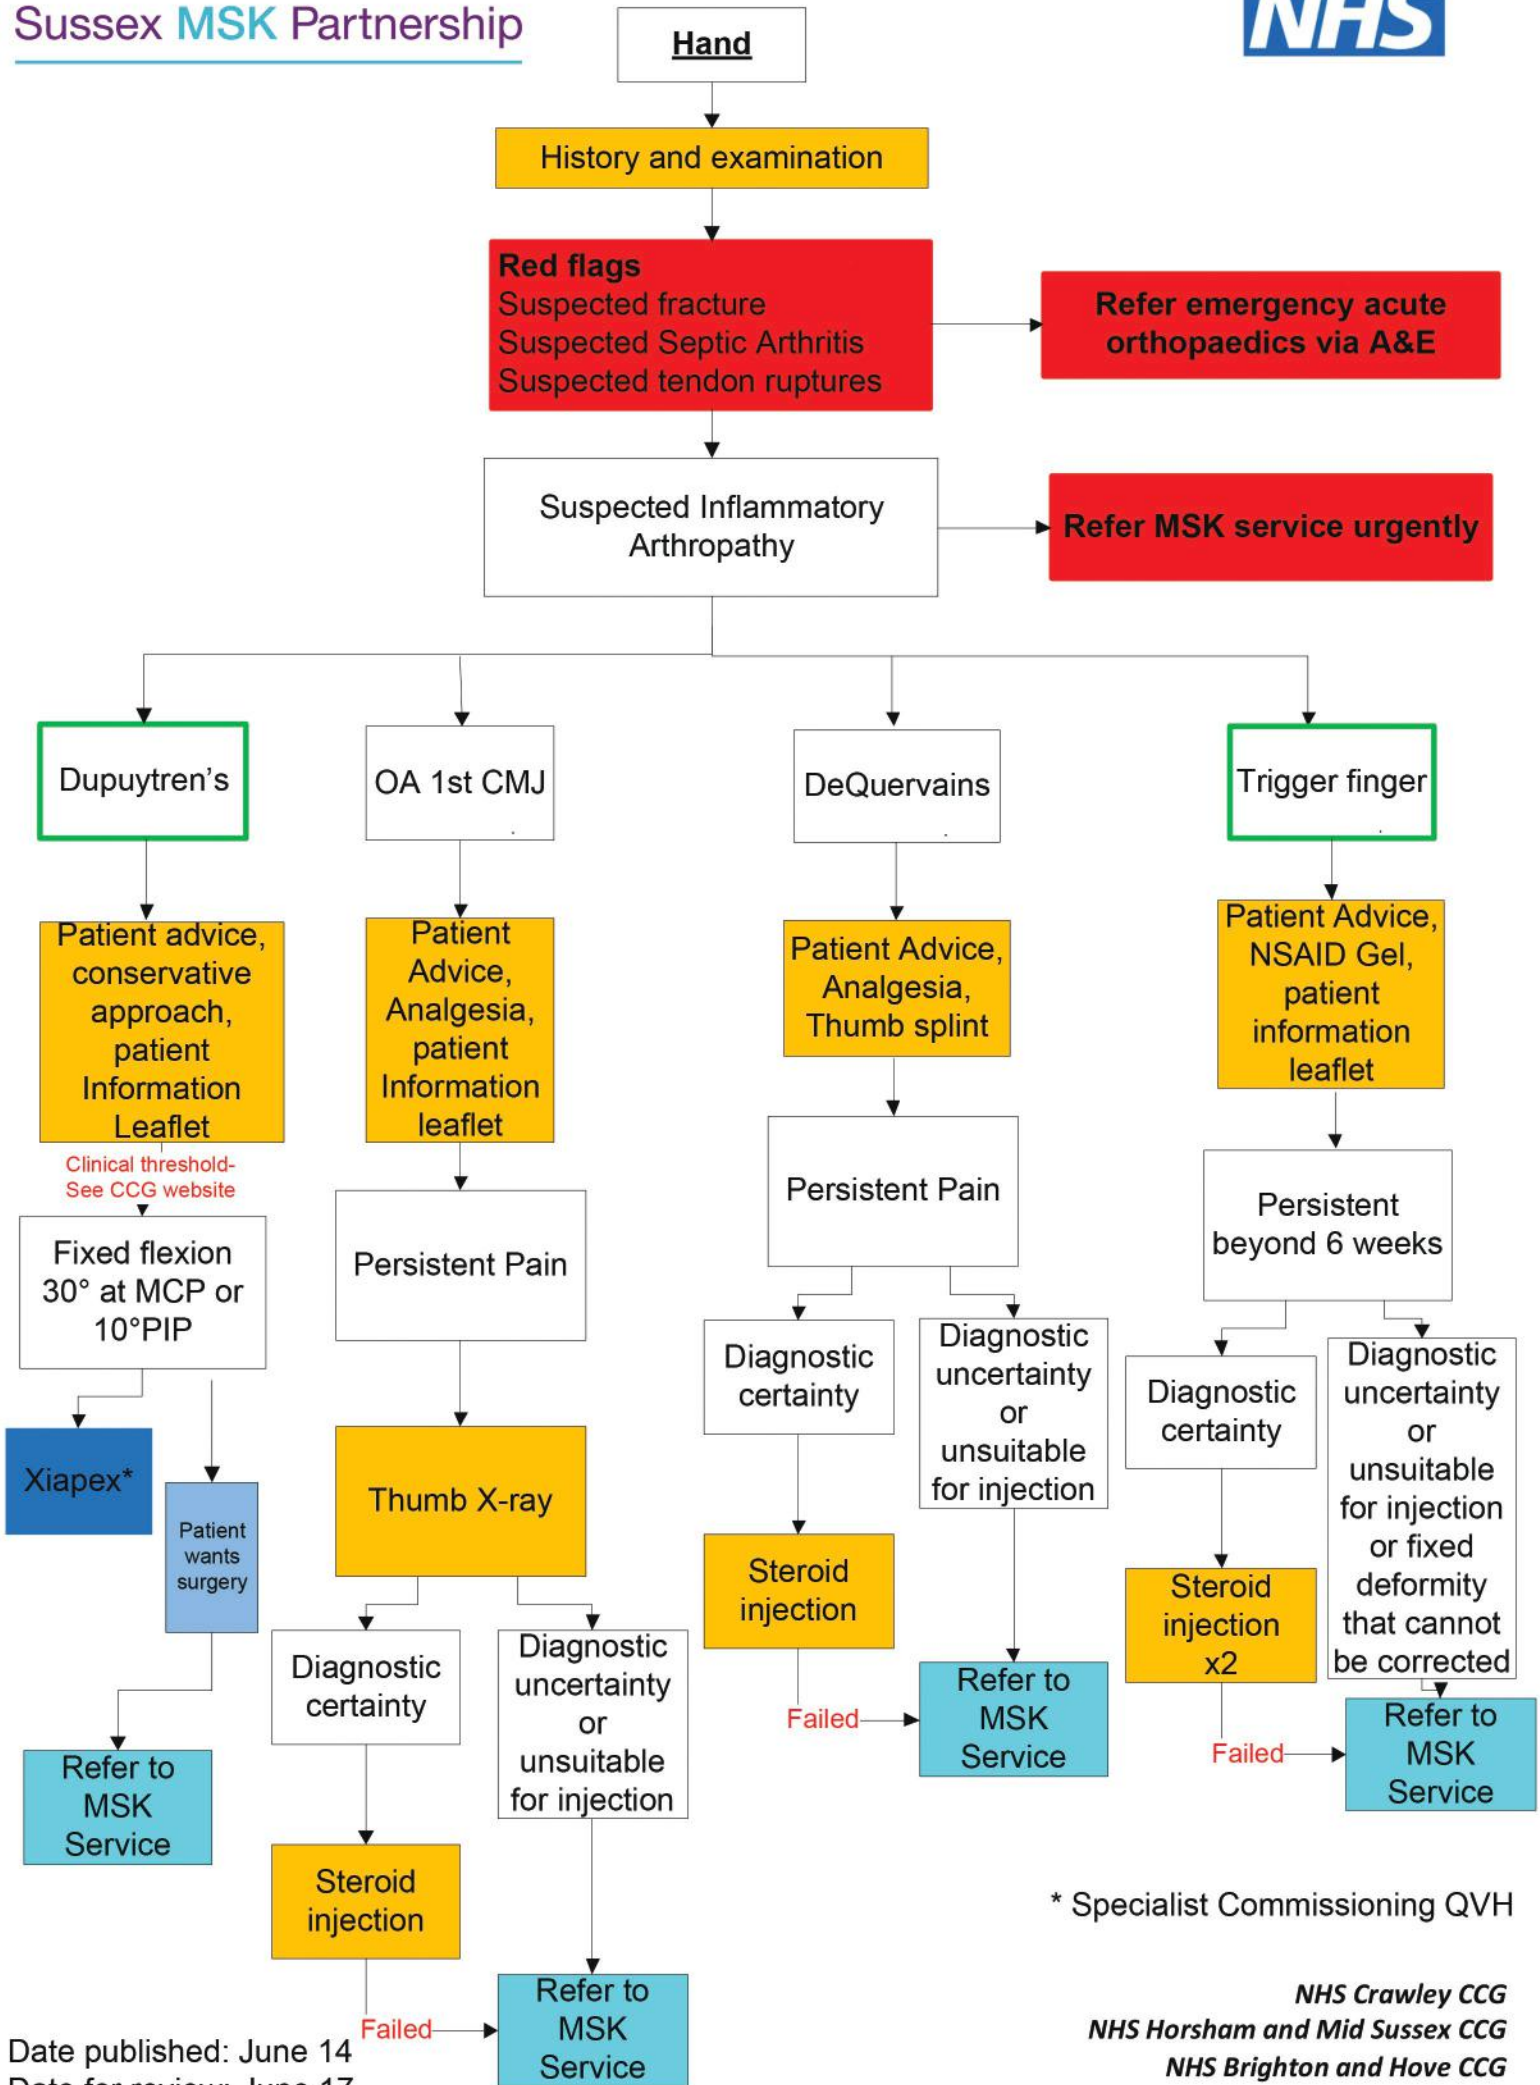 Sussex MSK Partnership
NHS
Hand
History and examination
Red flags
Suspected fracture
Suspected Septic Arthritis
Suspected tendon ruptures
Refer emergency acute
orthopaedics via A&E
Suspected Inflammatory
Arthropathy
Refer MSK service urgently
Dupuytren's
Patient advice,
conservative
approach,
patient
Information
Leaflet
Clinical threshold-
See CCG website
Fixed flexion
30° at MCP or
10°PIP
Xiapex*
Patient
wants
surgery
Refer to
MSK
Service
OA 1st CMJ
Patient
Advice,
Analgesia,
patient
Information
leaflet
Persistent Pain
Thumb X-ray
Diagnostic
certainty
Steroid
injection
Failed
Diagnostic
uncertainty
or
unsuitable
for injection
Refer to
MSK
Service
DeQuervains
Patient Advice,
Analgesia,
Thumb splint
Persistent Pain
Diagnostic
certainty
Steroid
injection
Failed
Diagnostic
uncertainty
or
unsuitable
for injection
Refer to
MSK
Service
Trigger finger
Patient Advice,
NSAID Gel,
patient
information
leaflet
Persistent
beyond 6 weeks
Diagnostic
certainty
Steroid
injection
x2
Failed
Diagnostic
uncertainty
or
unsuitable
for injection
or fixed
deformity
that cannot
be corrected
Refer to
MSK
Service
* Specialist Commissioning QVH
NHS Crawley CCG
NHS Horsham and Mid Sussex CCG
NHS Brighton and Hove CCG
Date published: June 14
Date for review: June 17